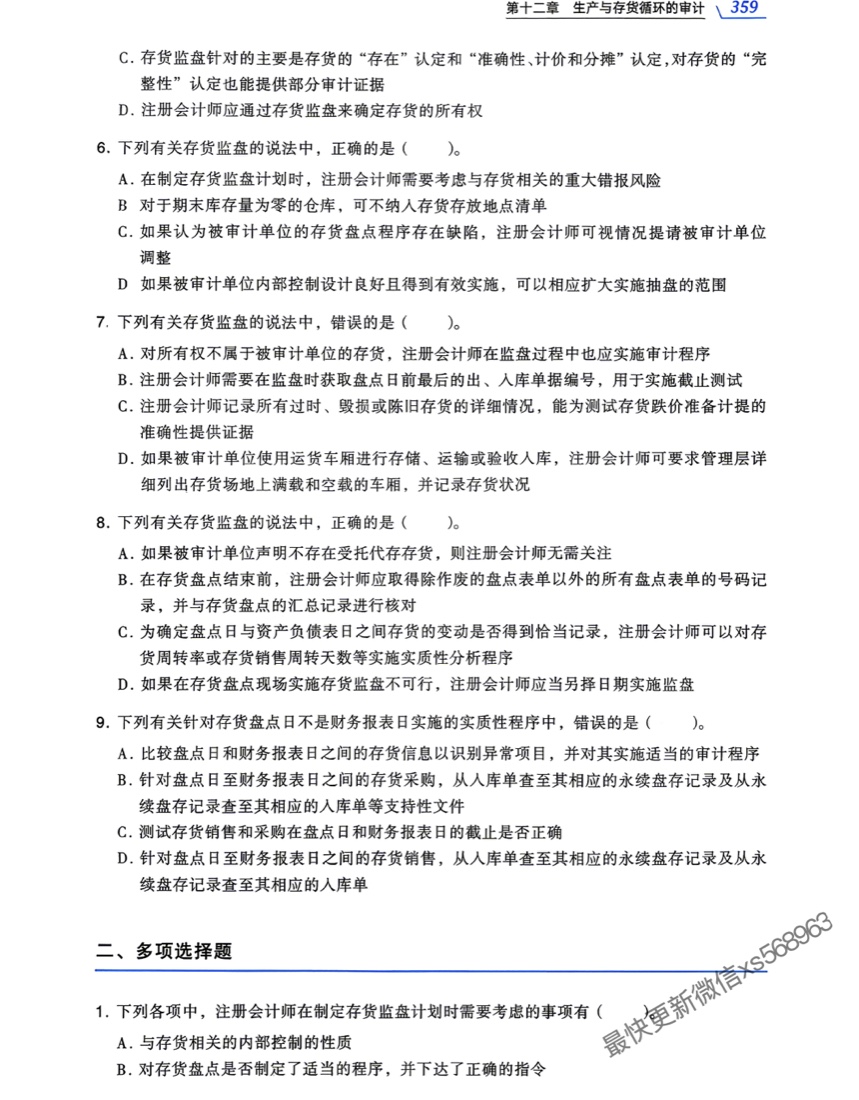 第十二章 生产与存货循环的审计 359
C. 存货监盘针对的主要是存货的“存在”认定和“准确性、计价和分摊”认定,对存货的“完
整性”认定也能提供部分审计证据
D. 注册会计师应通过存货监盘来确定存货的所有权
6. 下列有关存货监盘的说法中，正确的是（ ）。
A. 在制定存货监盘计划时，注册会计师需要考虑与存货相关的重大错报风险
B 对于期末库存量为零的仓库，可不纳入存货存放地点清单
C. 如果认为被审计单位的存货盘点程序存在缺陷，注册会计师可视情况提请被审计单位
调整
D 如果被审计单位内部控制设计良好且得到有效实施，可以相应扩大实施抽盘的范围
7. 下列有关存货监盘的说法中，错误的是（ ）。
A. 对所有权不属于被审计单位的存货，注册会计师在监盘过程中也应实施审计程序
B. 注册会计师需要在监盘时获取盘点日前最后的出、入库单据编号，用于实施截止测试
C. 注册会计师记录所有过时、毁损或陈旧存货的详细情况，能为测试存货跌价准备计提的
准确性提供证据
D. 如果被审计单位使用运货车厢进行存储、运输或验收入库，注册会计师可要求管理层详
细列出存货场地上满载和空载的车厢，并记录存货状况
8. 下列有关存货监盘的说法中，正确的是（ ）。
A. 如果被审计单位声明不存在受托代存存货，则注册会计师无需关注
B. 在存货盘点结束前，注册会计师应取得除作废的盘点表单以外的所有盘点表单的号码记
录，并与存货盘点的汇总记录进行核对
C. 为确定盘点日与资产负债表日之间存货的变动是否得到恰当记录，注册会计师可以对存
货周转率或存货销售周转天数等实施实质性分析程序
D. 如果在存货盘点现场实施存货监盘不可行，注册会计师应当另择日期实施监盘
9. 下列有关针对存货盘点日不是财务报表日实施的实质性程序中，错误的是（ ）。
A. 比较盘点日和财务报表日之间的存货信息以识别异常项目，并对其实施适当的审计程序
B. 针对盘点日至财务报表日之间的存货采购，从入库单查至其相应的永续盘存记录及从永
续盘存记录查至其相应的入库单等支持性文件
C. 测试存货销售和采购在盘点日和财务报表日的截止是否正确
D. 针对盘点日至财务报表日之间的存货销售，从入库单查至其相应的永续盘存记录及从永
续盘存记录查至其相应的入库单
二、多项选择题
1. 下列各项中，注册会计师在制定存货监盘计划时需要考虑的事项有（ ）。
A. 与存货相关的内部控制的性质
B. 对存货盘点是否制定了适当的程序，并下达了正确的指令
最快更新微信xs568963